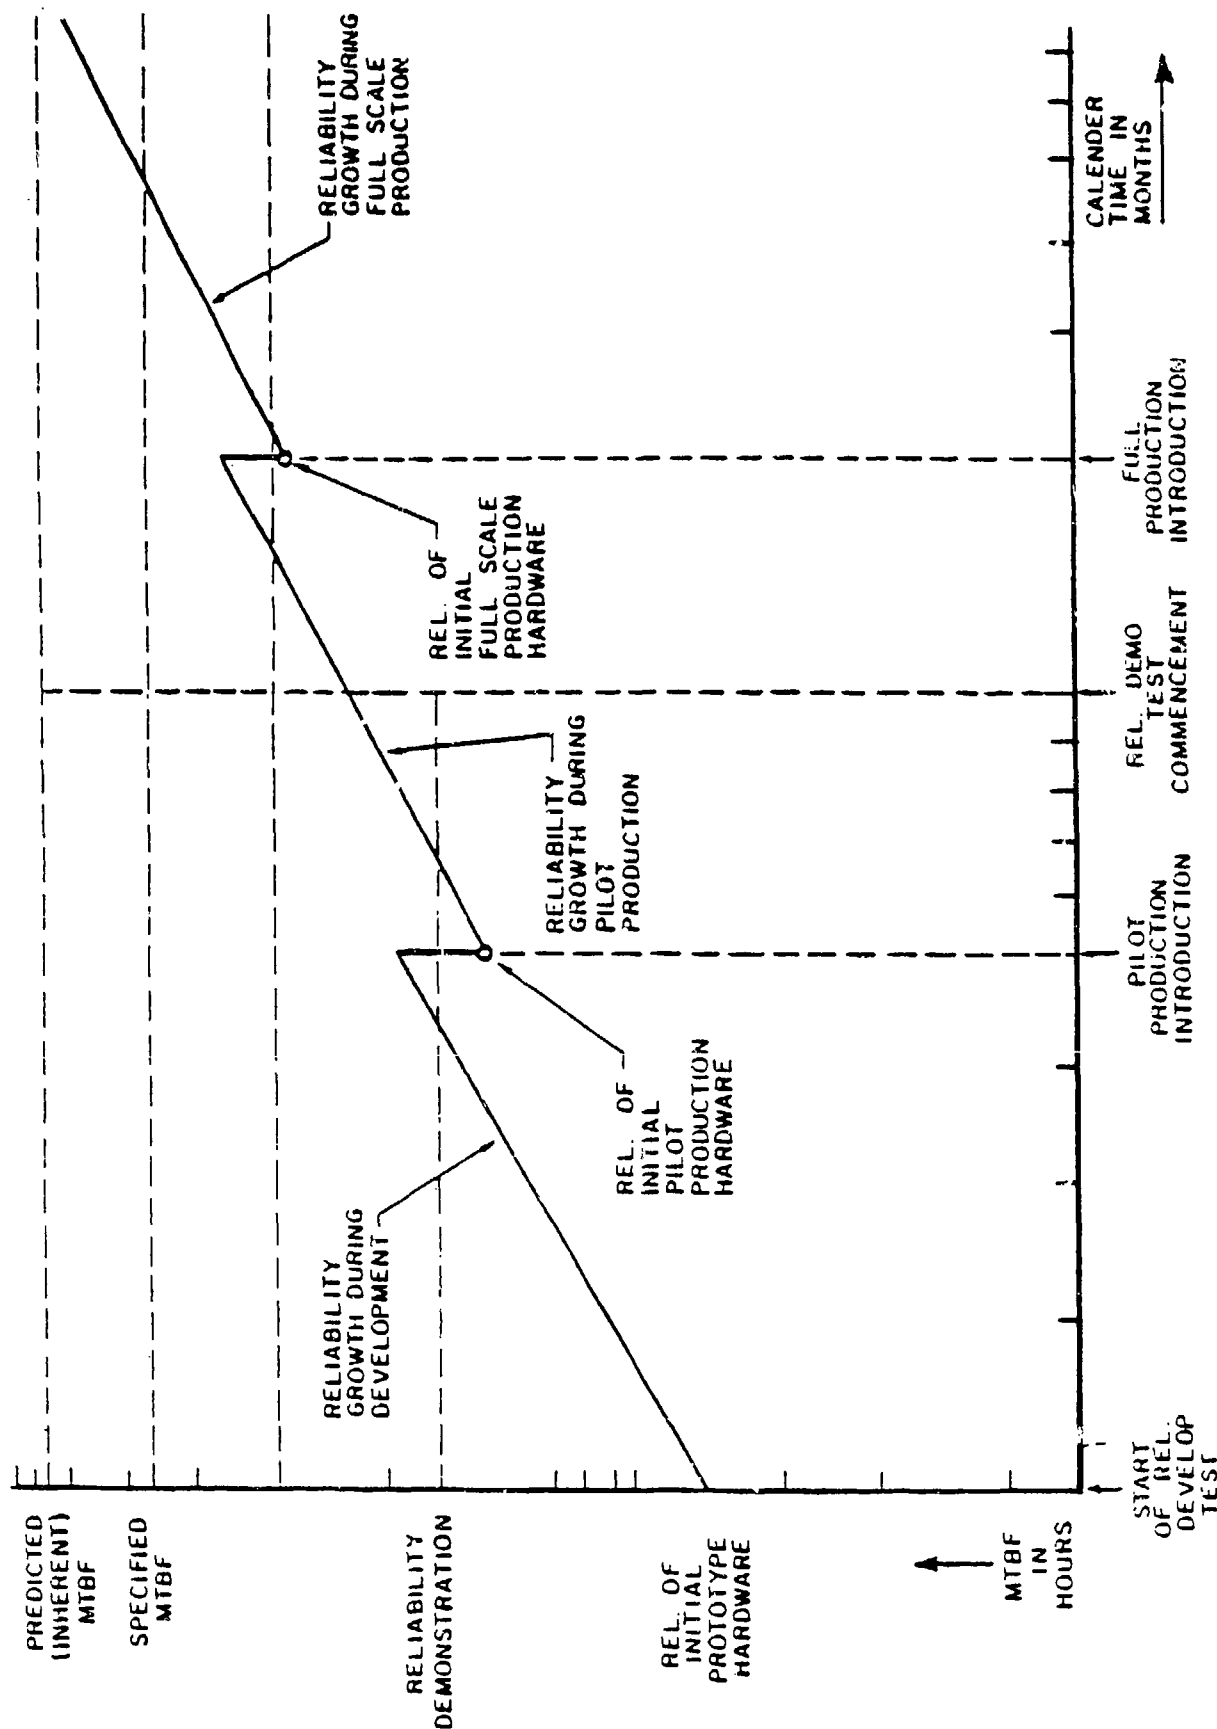 PREDICTED
(INHERENT)
MTBF
SPECIFIED
MTBF
RELIABILITY
DEMONSTRATION
REL. OF
INITIAL
PROTOTYPE
HARDWARE
MTBF
IN
HOURS
RELIABILITY
GROWTH DURING
DEVELOPMENT
REL. OF
INITIAL
PILOT
PRODUCTION
HARDWARE
RELIABILITY
GROWTH DURING
PILOT
PRODUCTION
REL. OF
INITIAL
FULL SCALE
PRODUCTION
HARDWARE
RELIABILITY
GROWTH DURING
FULL SCALE
PRODUCTION
START
OF REL.
DEVELOP
TEST
PILOT
PRODUCTION
INTRODUCTION
REL. DEMO
TEST
COMMENCEMENT
FULL
PRODUCTION
INTRODUCTION
CALENDER
TIME IN
MONTHS